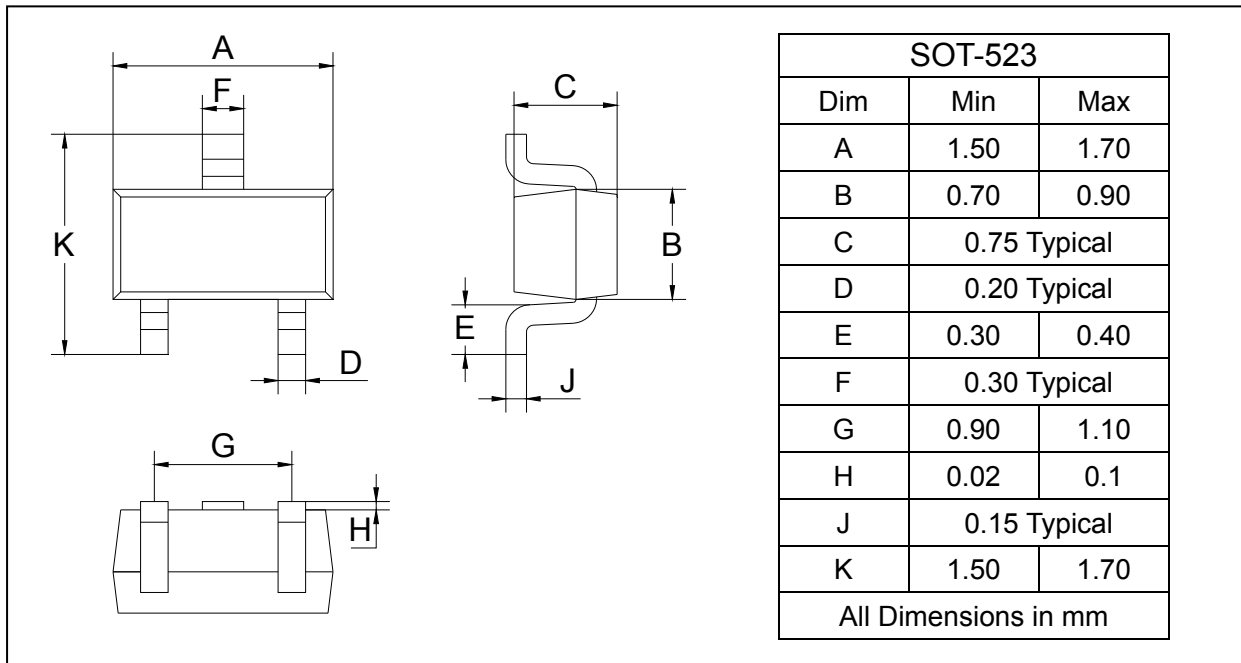 A
F
K
D
C
B
E
J
G
H
SOT-523
Dim Min Max
A 1.50 1.70
B 0.70 0.90
C 0.75 Typical
D 0.20 Typical
E 0.30 0.40
F 0.30 Typical
G 0.90 1.10
H 0.02 0.1
J 0.15 Typical
K 1.50 1.70
All Dimensions in mm